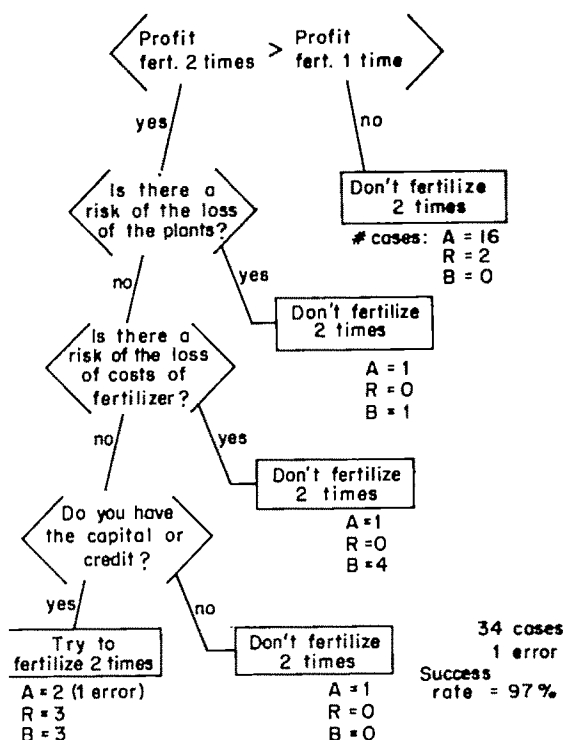 Profit
fert. 2 times
>
Profit
fert. 1 time
yes
no
Is there a
risk of the loss
of the plants?
Don't fertilize
2 times
# cases: A = 16
R = 2
B = 0
no
yes
Don't fertilize
2 times
A = 1
R = 0
B = 1
Is there a
risk of the loss
of costs of
fertilizer?
no
yes
Don't fertilize
2 times
A = 1
R = 0
B = 4
Do you have
the capital or
credit?
yes
no
Try to
fertilize 2 times
A = 2 (1 error)
R = 3
B = 3
Don't fertilize
2 times
A = 1
R = 0
B = 0
34 cases
1 error
Success
rate = 97%